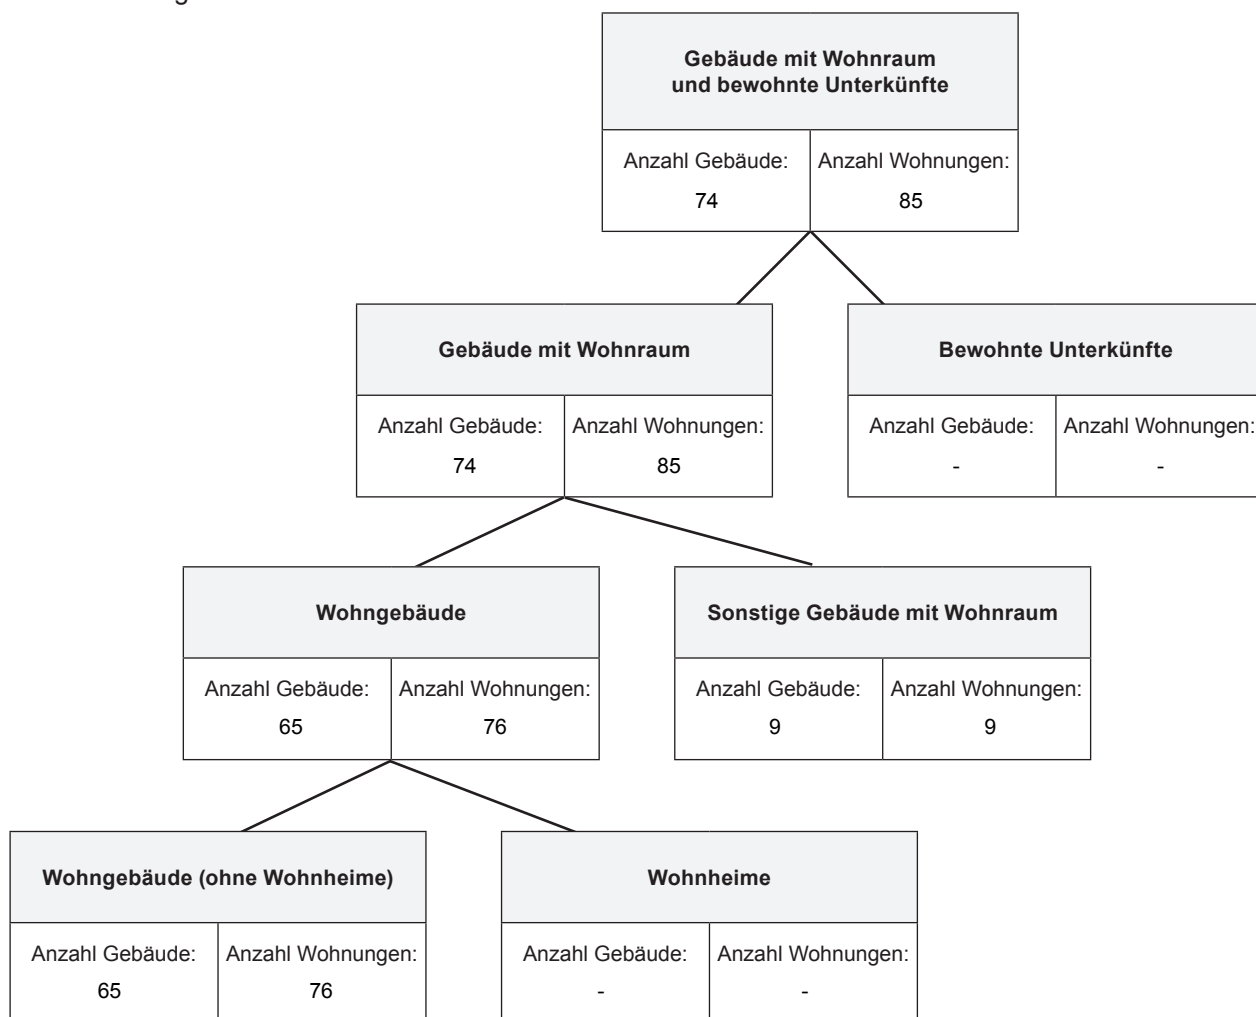 Gebäude mit Wohnraum
und bewohnte Unterkünfte
Anzahl Gebäude: Anzahl Wohnungen:
74 85
Gebäude mit Wohnraum
Anzahl Gebäude: Anzahl Wohnungen:
74 85
Bewohnte Unterkünfte
Anzahl Gebäude: Anzahl Wohnungen:
- -
Wohngebäude
Anzahl Gebäude: Anzahl Wohnungen:
65 76
Sonstige Gebäude mit Wohnraum
Anzahl Gebäude: Anzahl Wohnungen:
9 9
Wohngebäude (ohne Wohnheime)
Anzahl Gebäude: Anzahl Wohnungen:
65 76
Wohnheime
Anzahl Gebäude: Anzahl Wohnungen:
- -